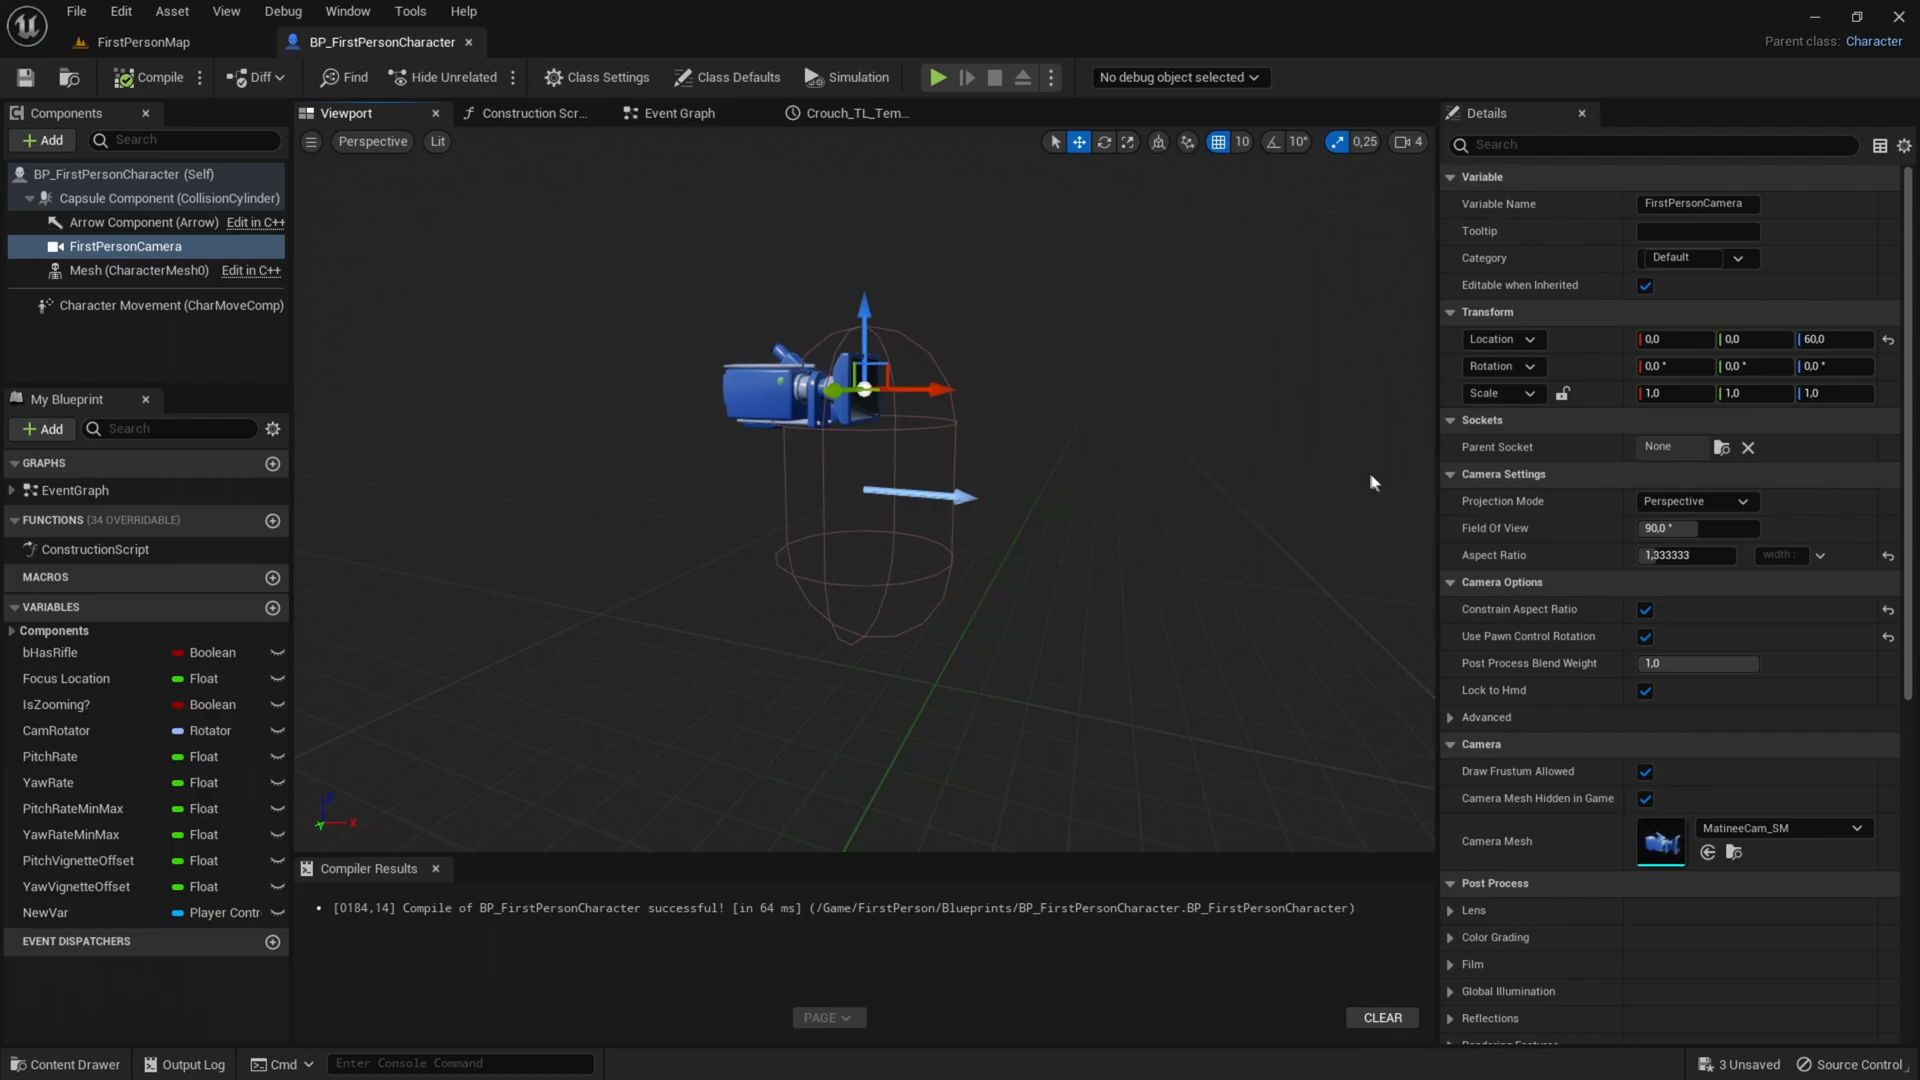 File Edit Asset View Debug Window Tools Help
FirstPersonMap
BP_FirstPersonCharacter
Parent class: Character
Compile
Diff
Find
Hide Unrelated
Class Settings
Class Defaults
Simulation
No debug object selected
Components
Add
Search
BP_FirstPersonCharacter (Self)
Capsule Component (CollisionCylinder)
Arrow Component (Arrow) Edit in C++
FirstPersonCamera
Mesh (CharacterMesh0) Edit in C++
Character Movement (CharMoveComp)
My Blueprint
Add
Search
GRAPHS
EventGraph
FUNCTIONS (34 OVERRIDABLE)
ConstructionScript
MACROS
VARIABLES
Components
bHasRifle Boolean
Focus Location Float
IsZooming? Boolean
CamRotator Rotator
PitchRate Float
YawRate Float
PitchRateMinMax Float
YawRateMinMax Float
PitchVignetteOffset Float
YawVignetteOffset Float
NewVar Player Contr
EVENT DISPATCHERS
Viewport
Construction Scr...
Event Graph
Crouch_TL_Tem...
Perspective
Lit
10
10°
0,25
4
Z
Y
X
Compiler Results
[0184,14] Compile of BP_FirstPersonCharacter successful! [in 64 ms] (/Game/FirstPerson/Blueprints/BP_FirstPersonCharacter.BP_FirstPersonCharacter)
PAGE
CLEAR
Details
Search
Variable
Variable Name FirstPersonCamera
Tooltip
Category Default
Editable when Inherited
Transform
Location 0,0 0,0 60,0
Rotation 0,0 ° 0,0 ° 0,0 °
Scale 1,0 1,0 1,0
Sockets
Parent Socket None
Camera Settings
Projection Mode Perspective
Field Of View 90,0 °
Aspect Ratio 1,333333 width :
Camera Options
Constrain Aspect Ratio
Use Pawn Control Rotation
Post Process Blend Weight 1,0
Lock to Hmd
Advanced
Camera
Draw Frustum Allowed
Camera Mesh Hidden in Game
Camera Mesh MatineeCam_SM
Post Process
Lens
Color Grading
Film
Global Illumination
Reflections
Content Drawer
Output Log
Cmd
Enter Console Command
3 Unsaved
Source Control